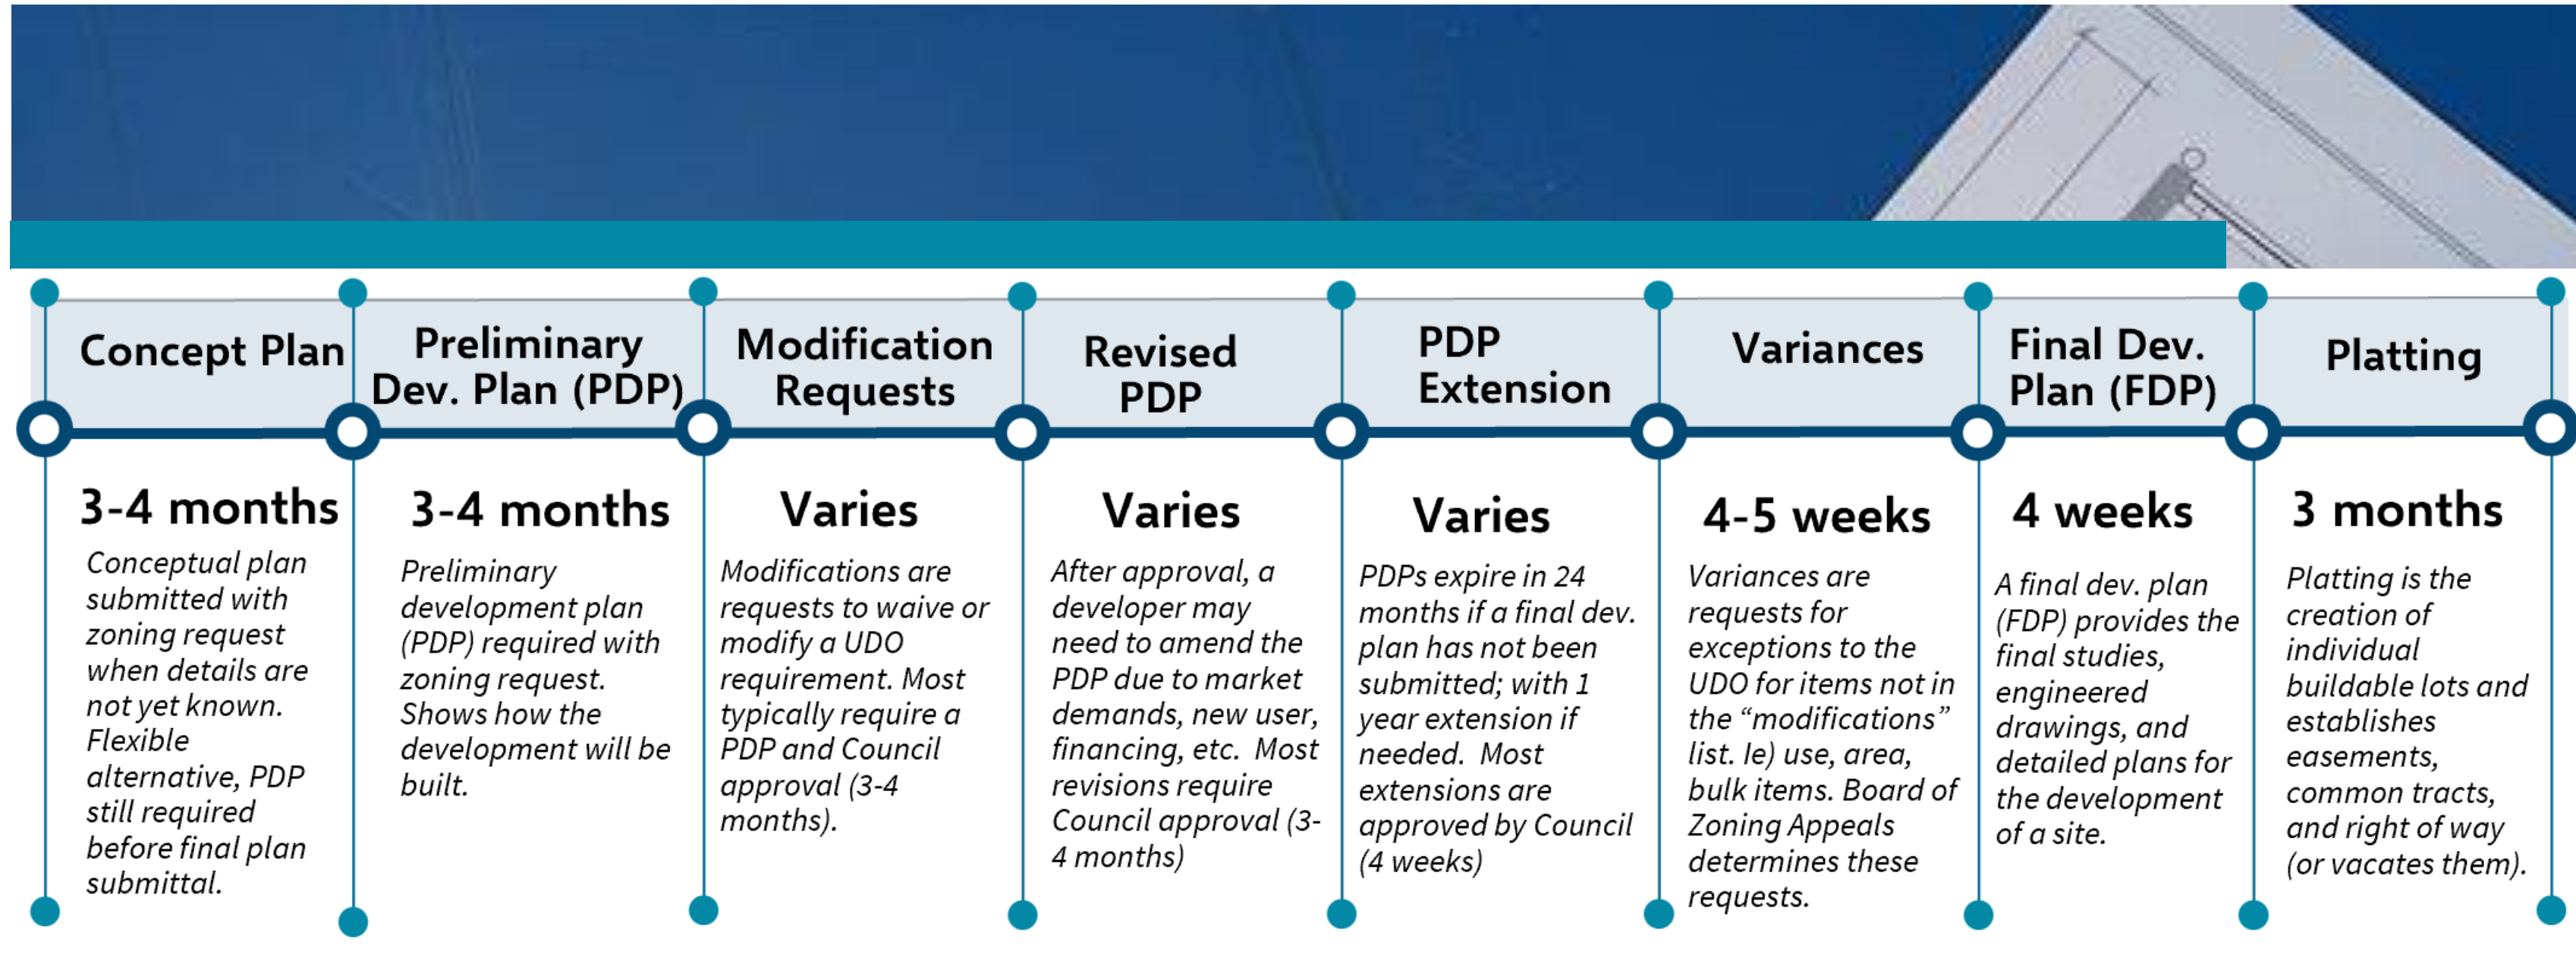 Concept Plan
3-4 months
Conceptual plan
submitted with
zoning request
when details are
not yet known.
Flexible
alternative, PDP
still required
before final plan
submittal.
Preliminary
Dev. Plan (PDP)
3-4 months
Preliminary
development plan
(PDP) required with
zoning request.
Shows how the
development will be
built.
Modification
Requests
Varies
Modifications are
requests to waive or
modify a UDO
requirement. Most
typically require a
PDP and Council
approval (3-4
months).
Revised
PDP
Varies
After approval, a
developer may
need to amend the
PDP due to market
demands, new user,
financing, etc.  Most
revisions require
Council approval (3-
4 months)
PDP
Extension
Varies
PDPs expire in 24
months if a final dev.
plan has not been
submitted; with 1
year extension if
needed.  Most
extensions are
approved by Council
(4 weeks)
Variances
4-5 weeks
Variances are
requests for
exceptions to the
UDO for items not in
the “modifications”
list. Ie) use, area,
bulk items. Board of
Zoning Appeals
determines these
requests.
Final Dev.
Plan (FDP)
4 weeks
A final dev. plan
(FDP) provides the
final studies,
engineered
drawings, and
detailed plans for
the development
of a site.
Platting
3 months
Platting is the
creation of
individual
buildable lots and
establishes
easements,
common tracts,
and right of way
(or vacates them).